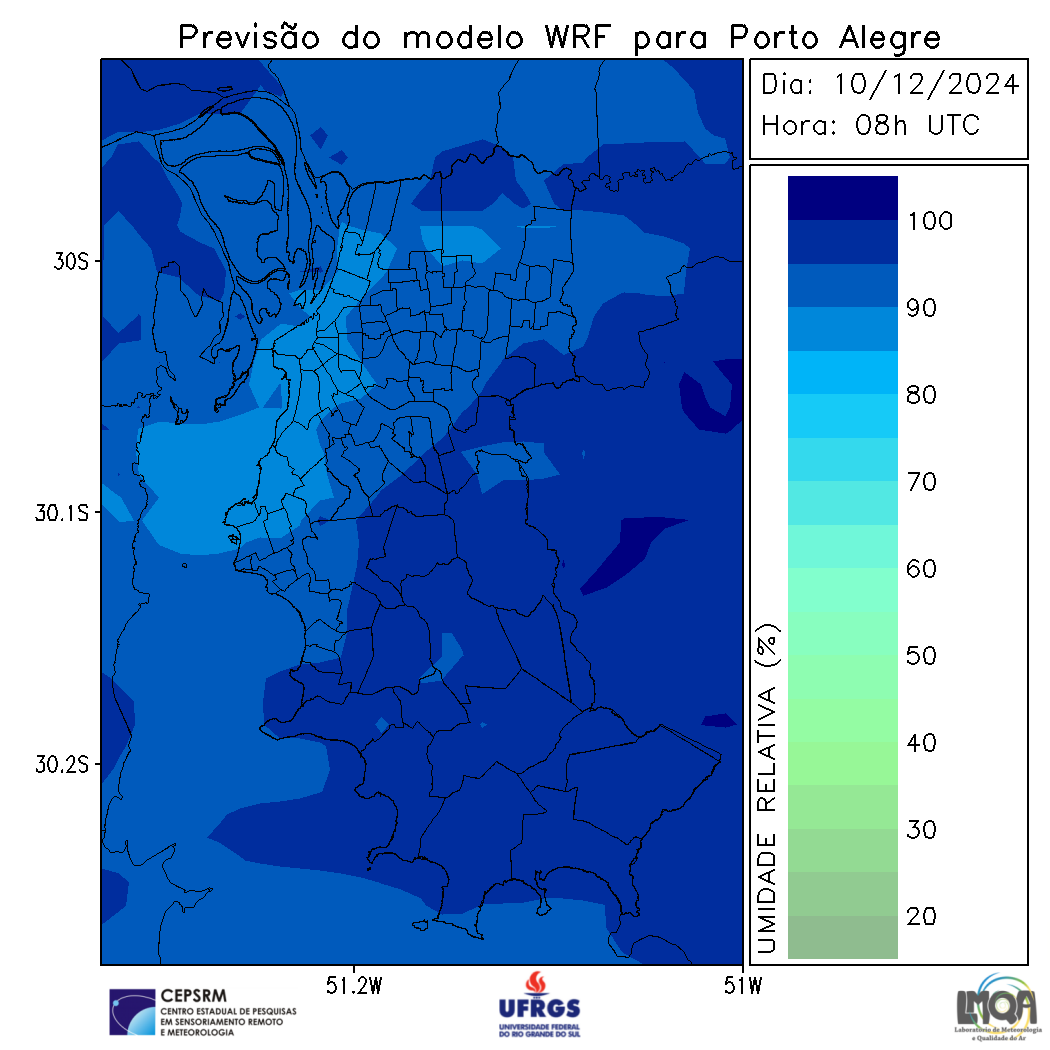 Previsão do modelo WRF para Porto Alegre
Dia: 10/12/2024
Hora: 08h UTC
100
90
80
70
60
50
40
30
20
UMIDADE RELATIVA (%)
30S
30.1S
30.2S
51.2W
51W
CEPSRM
CENTRO ESTADUAL DE PESQUISAS
EM SENSORIAMENTO REMOTO
E METEOROLOGIA
UFRGS
UNIVERSIDADE FEDERAL
DO RIO GRANDE DO SUL
LMQA
Laboratório de Meteorologia
e Qualidade do Ar